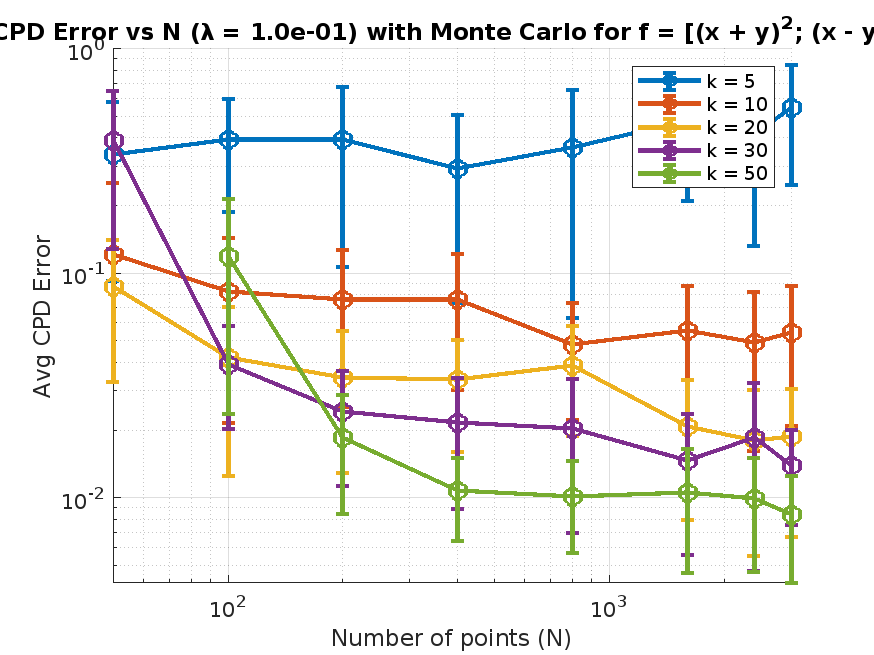 CPD Error vs N (λ = 1.0e-01) with Monte Carlo for f = [(x + y)²; (x - y
10⁰
k = 5
k = 10
k = 20
k = 30
k = 50
10⁻¹
Avg CPD Error
10⁻²
10² 10³
Number of points (N)